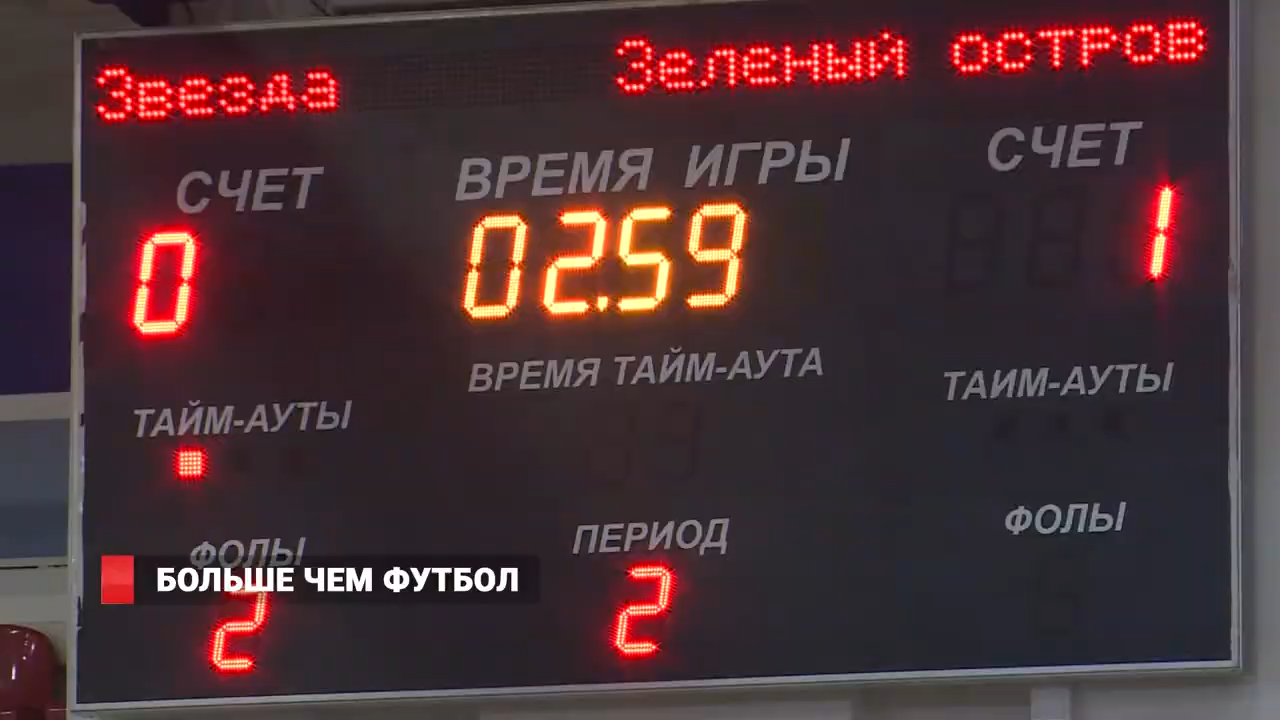 Звезда
Зеленый остров
СЧЕТ
ВРЕМЯ ИГРЫ
СЧЕТ
0
02.59
1
ВРЕМЯ ТАЙМ-АУТА
ТАЙМ-АУТЫ
ТАЙМ-АУТЫ
ФОЛЫ
ПЕРИОД
ФОЛЫ
БОЛЬШЕ ЧЕМ ФУТБОЛ
2
2